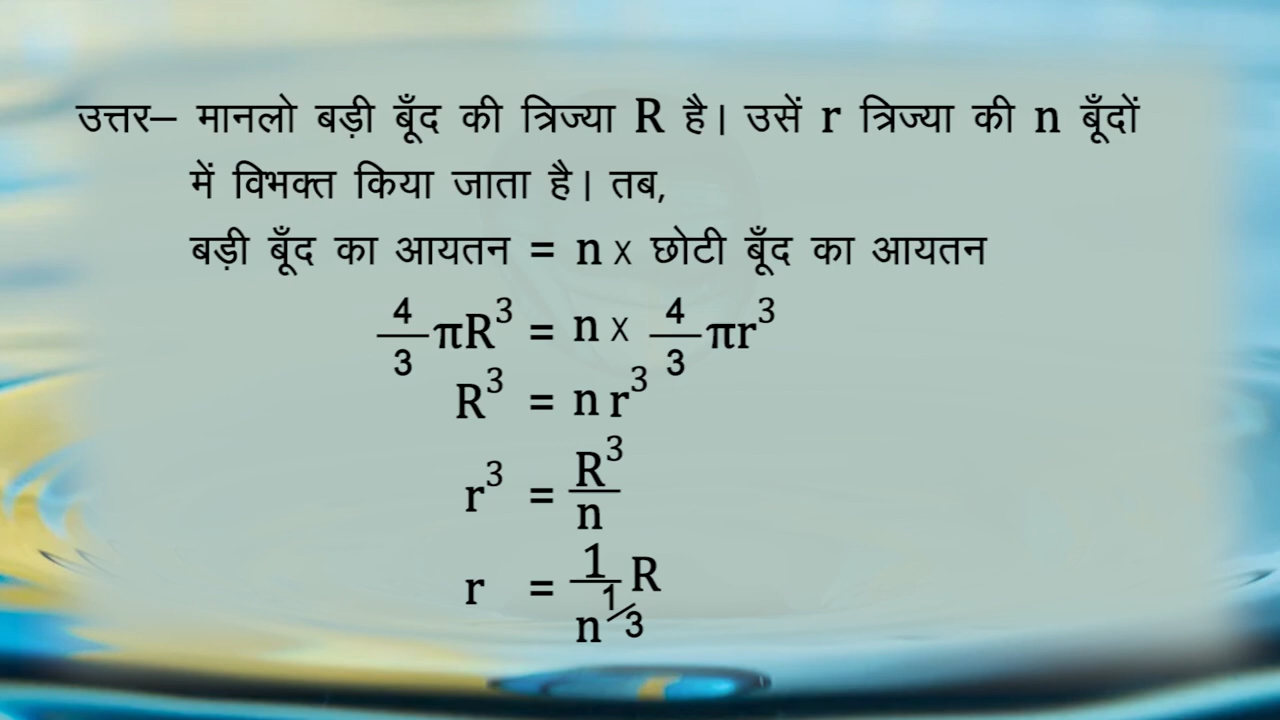 उत्तर– मानलो बड़ी बूँद की त्रिज्या R है। उसें r त्रिज्या की n बूँदों
में विभक्त किया जाता है। तब,
बड़ी बूँद का आयतन = n x छोटी बूँद का आयतन
4/3 πR³ = n x 4/3 πr³
R³ = n r³
r³ = R³/n
r = 1/n^1/3 R